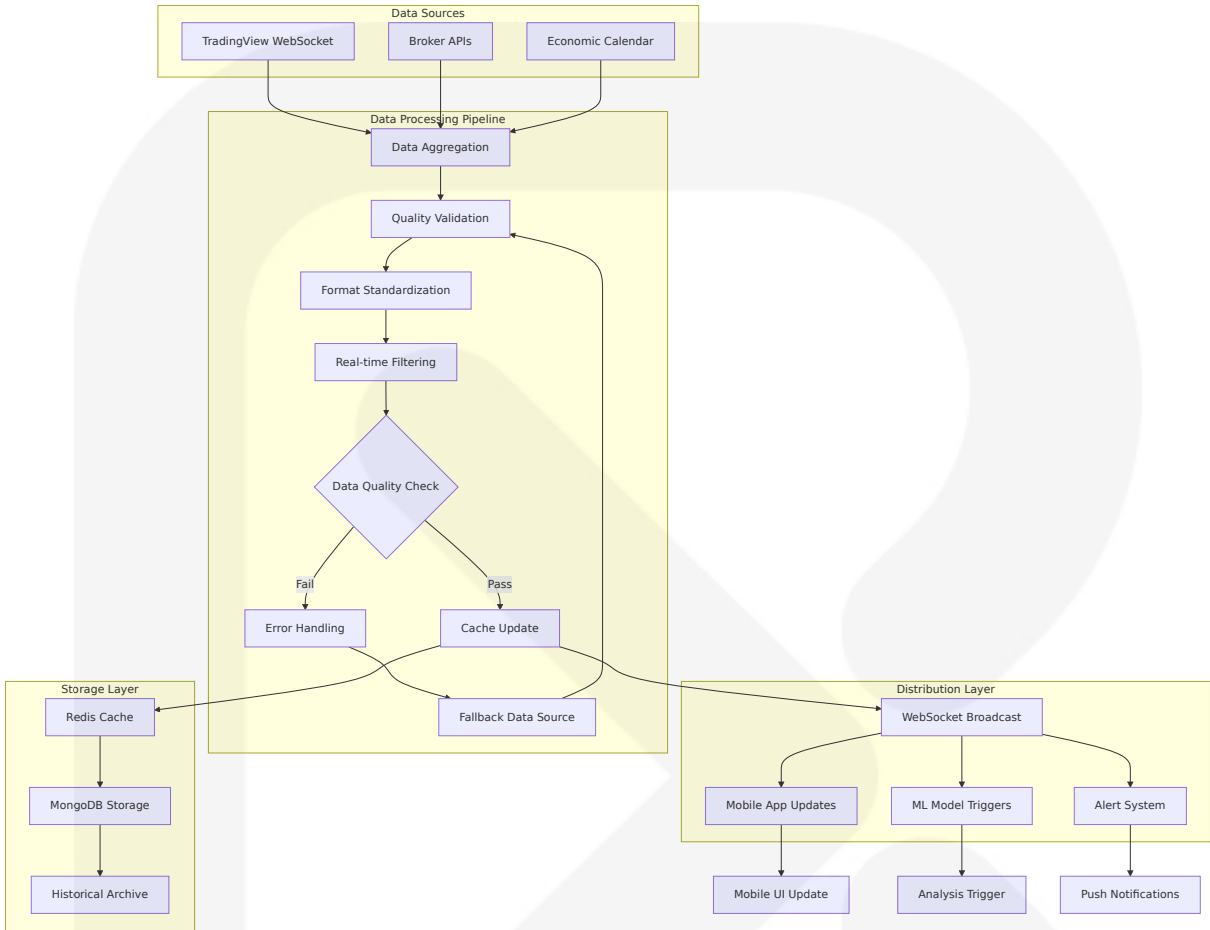 Data Sources
TradingView WebSocket
Broker APIs
Economic Calendar
Data Processing Pipeline
Data Aggregation
Quality Validation
Format Standardization
Real-time Filtering
Data Quality Check
Fail
Pass
Error Handling
Cache Update
Fallback Data Source
Storage Layer
Redis Cache
MongoDB Storage
Historical Archive
Distribution Layer
WebSocket Broadcast
Mobile App Updates
ML Model Triggers
Alert System
Mobile UI Update
Analysis Trigger
Push Notifications